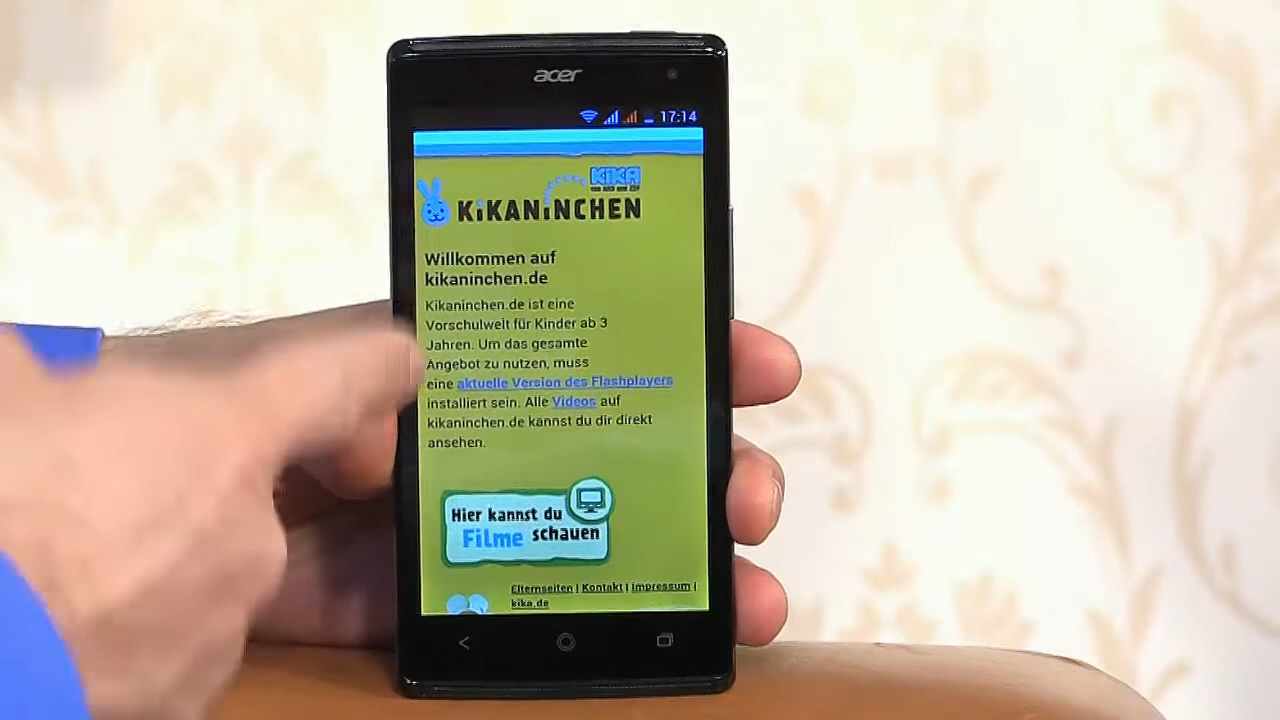 acer
17:14
KiKA
KiKANiNCHEN
Willkommen auf
kikaninchen.de
Kikaninchen.de ist eine
Vorschulwelt für Kinder ab 3
Jahren. Um das gesamte
Angebot zu nutzen, muss
eine aktuelle Version des Flashplayers
installiert sein. Alle Videos auf
kikaninchen.de kannst du dir direkt
ansehen.
Hier kannst du
Filme schauen
Elternseiten | Kontakt | Impressum |
kika.de